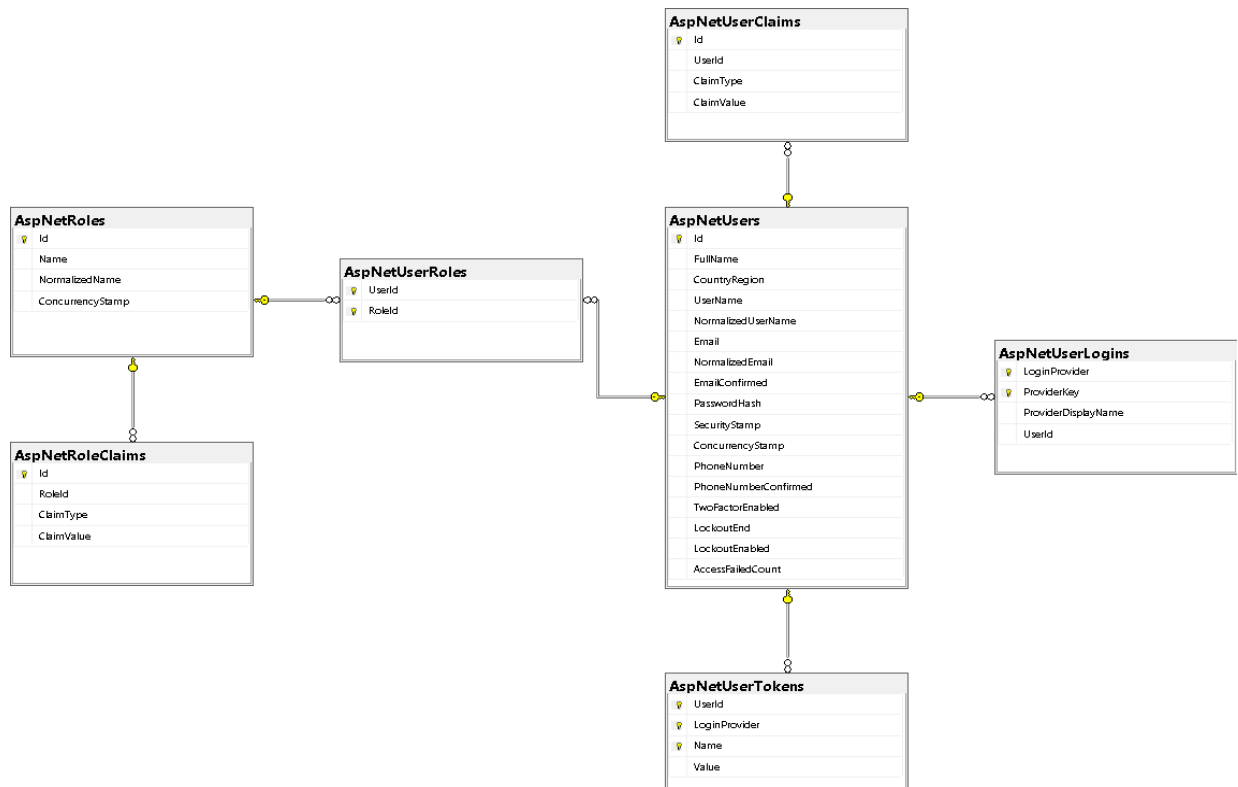 AspNetUserClaims
Id
UserId
ClaimType
ClaimValue
AspNetRoles
Id
Name
NormalizedName
ConcurrencyStamp
AspNetUserRoles
UserId
RoleId
AspNetUsers
Id
FullName
CountryRegion
UserName
NormalizedUserName
Email
NormalizedEmail
EmailConfirmed
PasswordHash
SecurityStamp
ConcurrencyStamp
PhoneNumber
PhoneNumberConfirmed
TwoFactorEnabled
LockoutEnd
LockoutEnabled
AccessFailedCount
AspNetUserLogins
LoginProvider
ProviderKey
ProviderDisplayName
UserId
AspNetRoleClaims
Id
RoleId
ClaimType
ClaimValue
AspNetUserTokens
UserId
LoginProvider
Name
Value